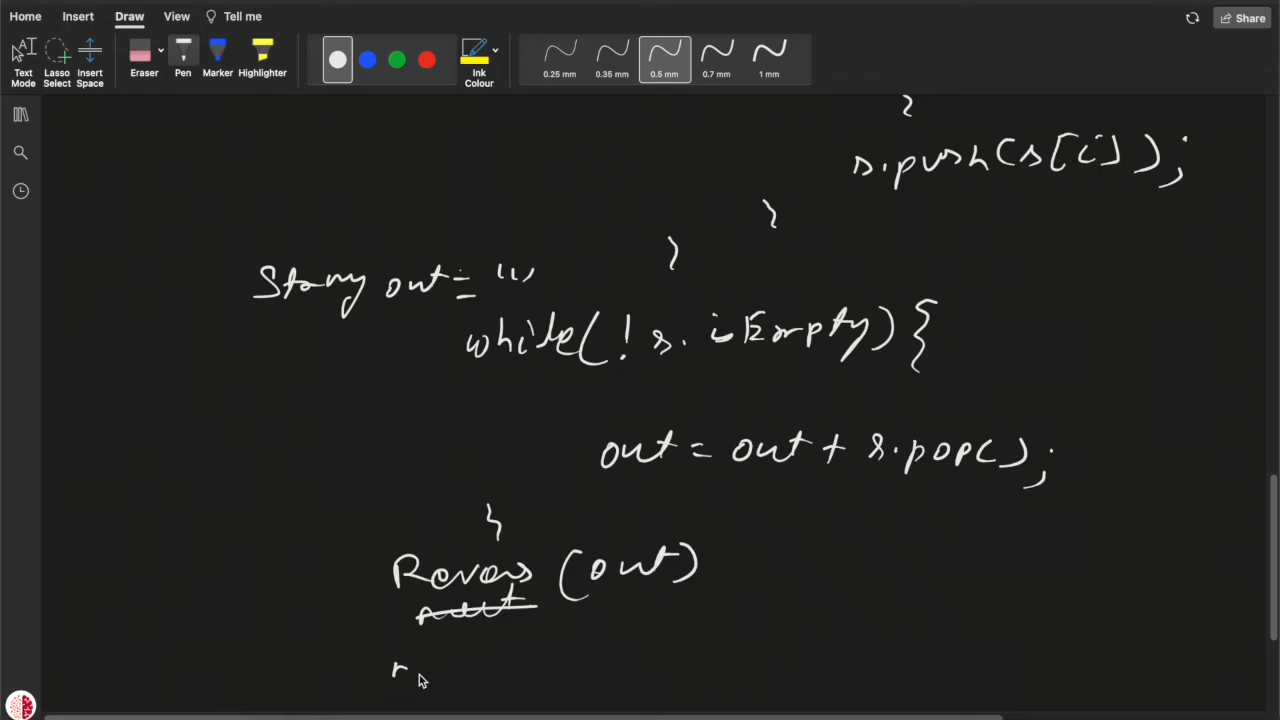 Home Insert Draw View Tell me Share
Text Mode Lasso Select Insert Space Eraser Pen Marker Highlighter Ink Colour 0.25 mm 0.35 mm 0.5 mm 0.7 mm 1 mm
}
s.push(s[i]);
}
}
String out = ""
while(! s. isEmpty) {
out = out + s.pop();
}
Revers (out)
r